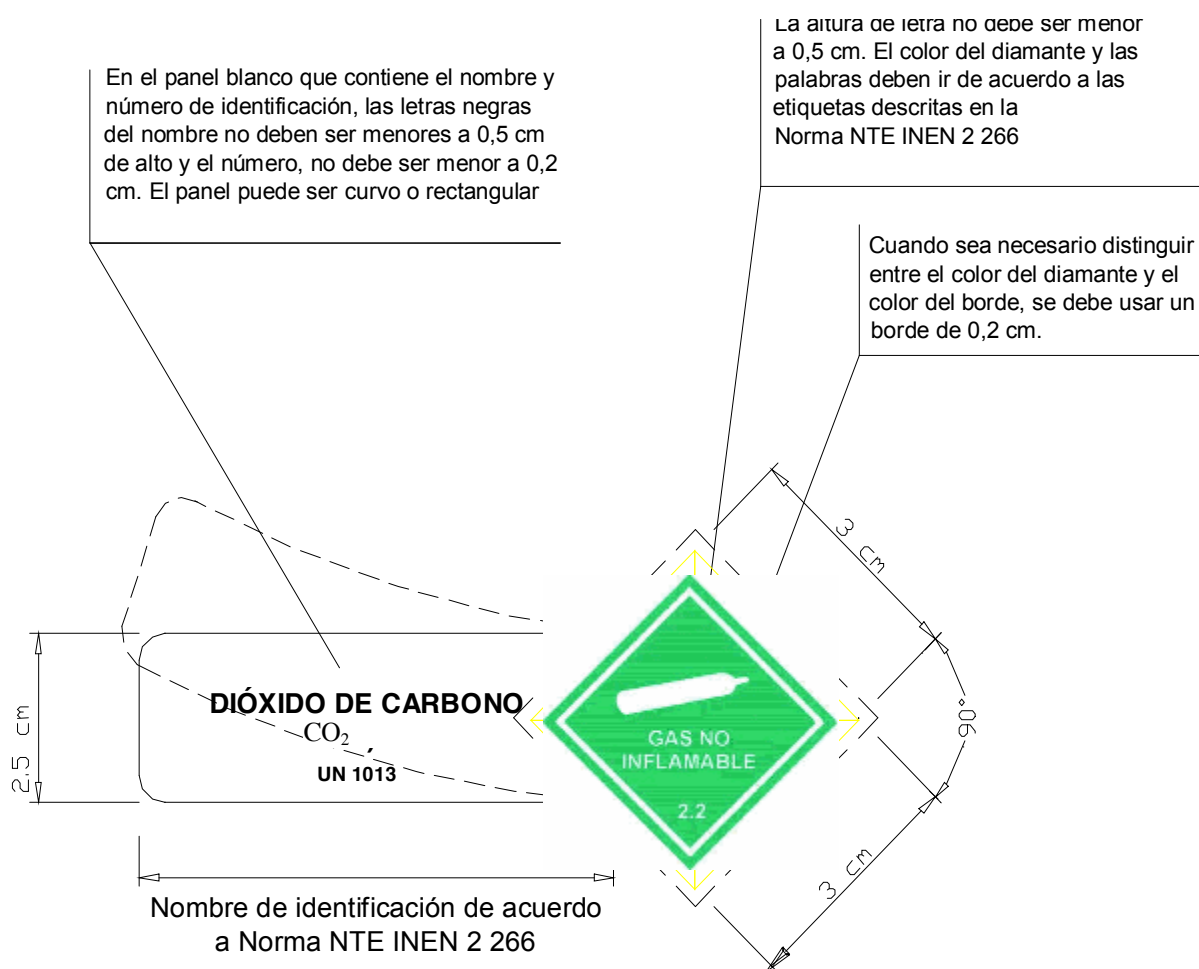 En el panel blanco que contiene el nombre y
número de identificación, las letras negras
del nombre no deben ser menores a 0,5 cm
de alto y el número, no debe ser menor a 0,2
cm. El panel puede ser curvo o rectangular
La altura de letra no debe ser menor
a 0,5 cm. El color del diamante y las
palabras deben ir de acuerdo a las
etiquetas descritas en la
Norma NTE INEN 2 266
Cuando sea necesario distinguir
entre el color del diamante y el
color del borde, se debe usar un
borde de 0,2 cm.
3 cm
2.5 cm
DIÓXIDO DE CARBONO
CO₂
UN 1013
GAS NO
INFLAMABLE
2.2
90°
3 cm
Nombre de identificación de acuerdo
a Norma NTE INEN 2 266